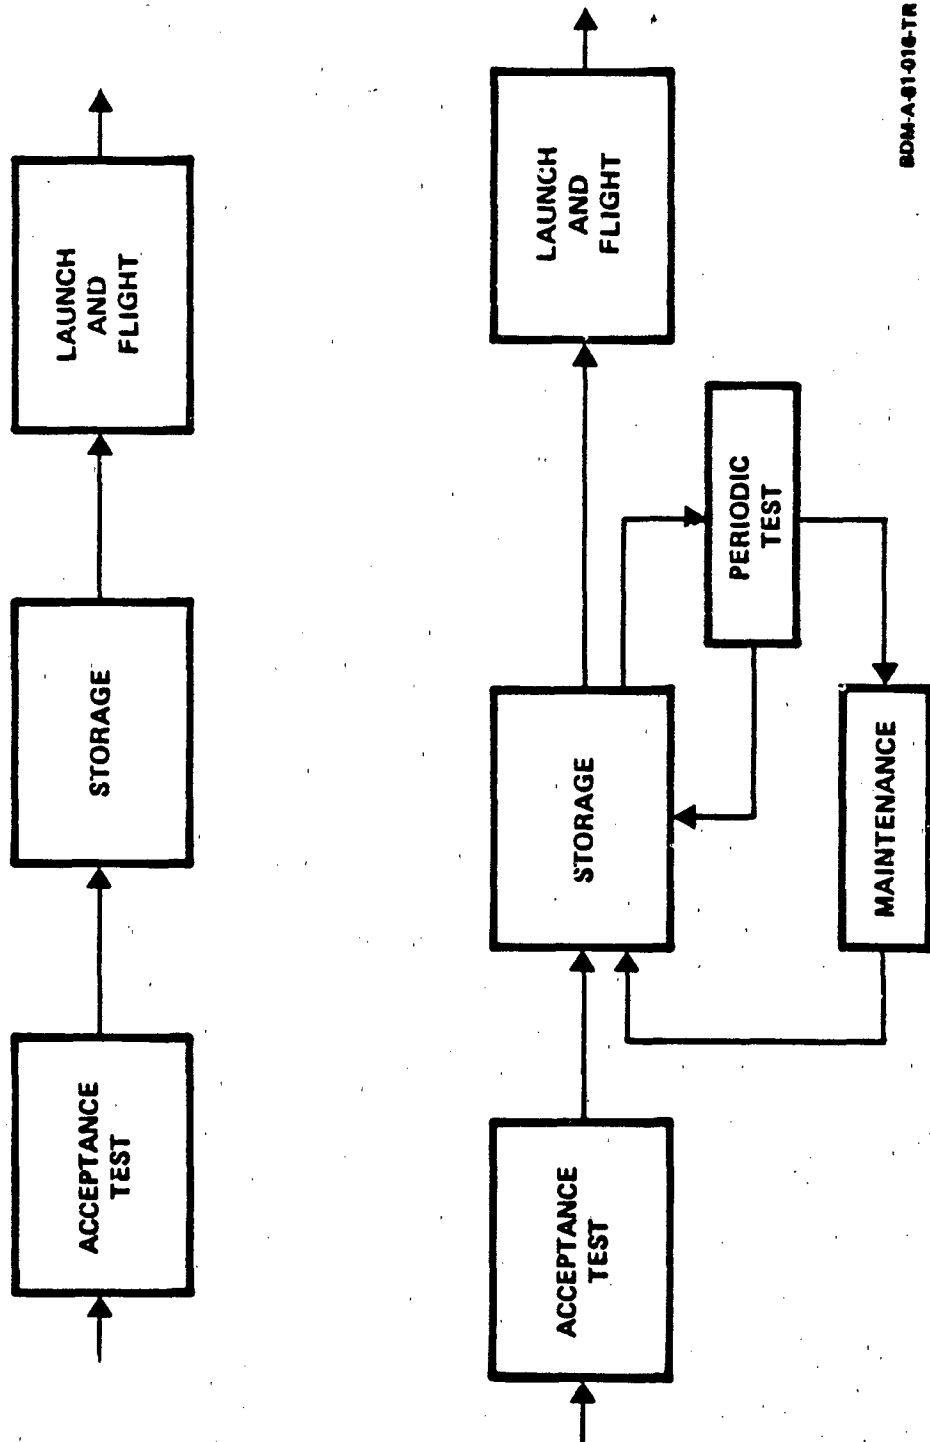 ACCEPTANCE
TEST
STORAGE
LAUNCH
AND
FLIGHT
ACCEPTANCE
TEST
STORAGE
LAUNCH
AND
FLIGHT
PERIODIC
TEST
MAINTENANCE
BDM-A-81-016-TR